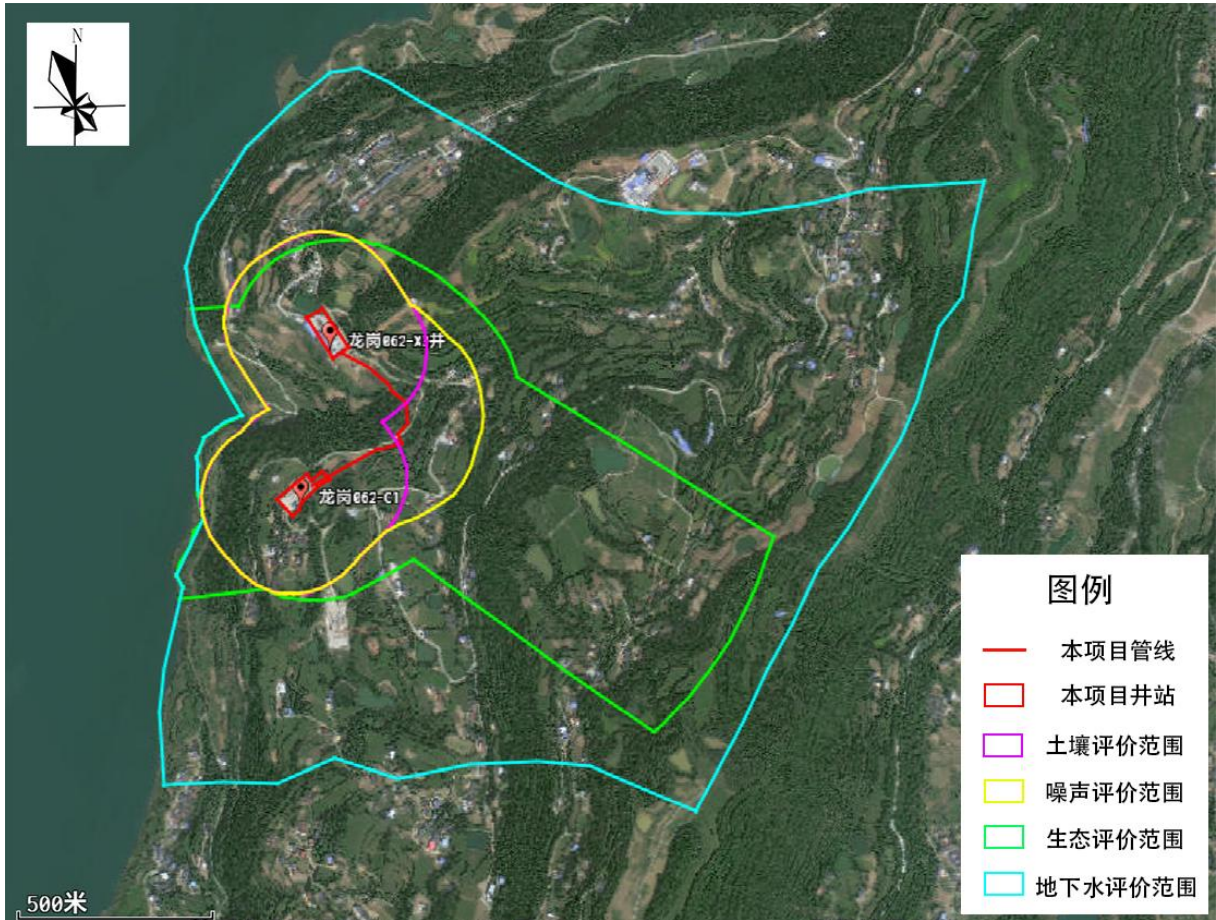 N
龙岗062-X3井
龙岗062-C1
图例
本项目管线
本项目井站
土壤评价范围
噪声评价范围
生态评价范围
地下水评价范围
500米